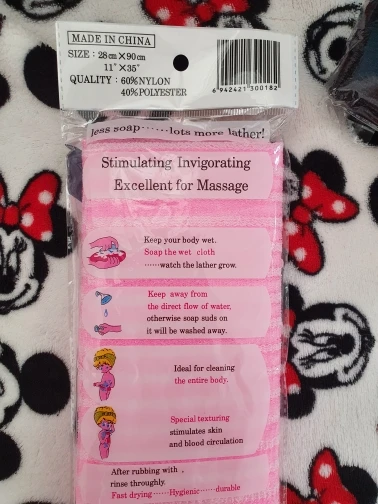 MADE IN CHINA
SIZE : 28cm×90cm
11"×35"
QUALITY : 60%NYLON
40%POLYESTER
6 942421 300182
less soap······lots more lather!
Stimulating Invigorating
Excellent for Massage
Keep your body wet.
Soap the wet cloth
······watch the lather grow.
Keep away from
the direct flow of water,
otherwise soap suds on
it will be washed away.
Ideal for cleaning
the entire body.
Special texturing
stimulates skin
and blood circulation
After rubbing with ,
rinse throughly.
Fast drying······Hygienic······durable